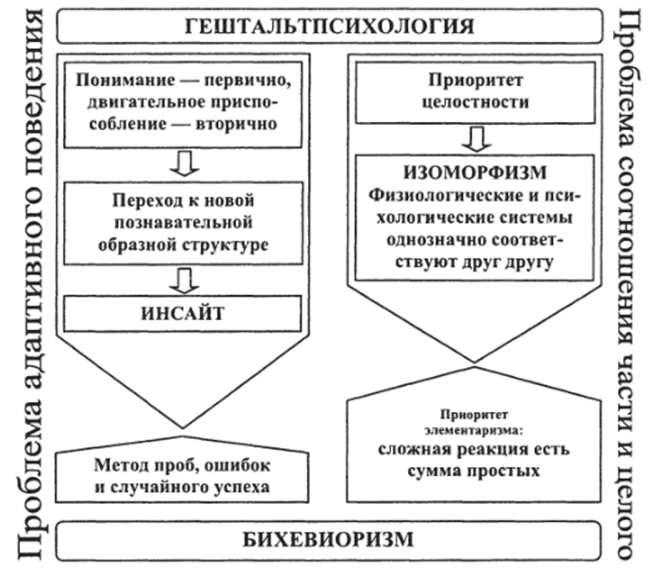 ГЕШТАЛЬТПСИХОЛОГИЯ
Проблема адаптивного поведения
Понимание — первично,
двигательное приспо-
собление — вторично
Переход к новой
познавательной
образной структуре
ИНСАЙТ
Метод проб, ошибок
и случайного успеха
Приоритет
целостности
ИЗОМОРФИЗМ
Физиологические и пси-
хологические системы
однозначно соответ-
ствуют друг другу
Приоритет
элементаризма:
сложная реакция есть
сумма простых
Проблема соотношения части и целого
БИХЕВИОРИЗМ